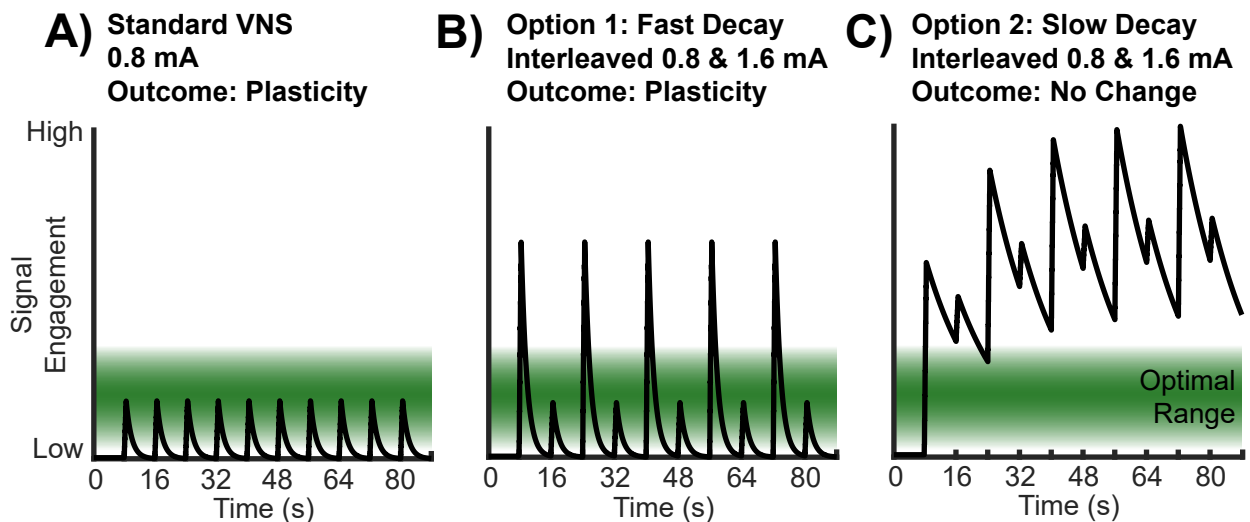 A) Standard VNS
0.8 mA
Outcome: Plasticity
High
Signal
Engagement
Low
0 16 32 48 64 80
Time (s)
B) Option 1: Fast Decay
Interleaved 0.8 & 1.6 mA
Outcome: Plasticity
0 16 32 48 64 80
Time (s)
C) Option 2: Slow Decay
Interleaved 0.8 & 1.6 mA
Outcome: No Change
Optimal
Range
0 16 32 48 64 80
Time (s)